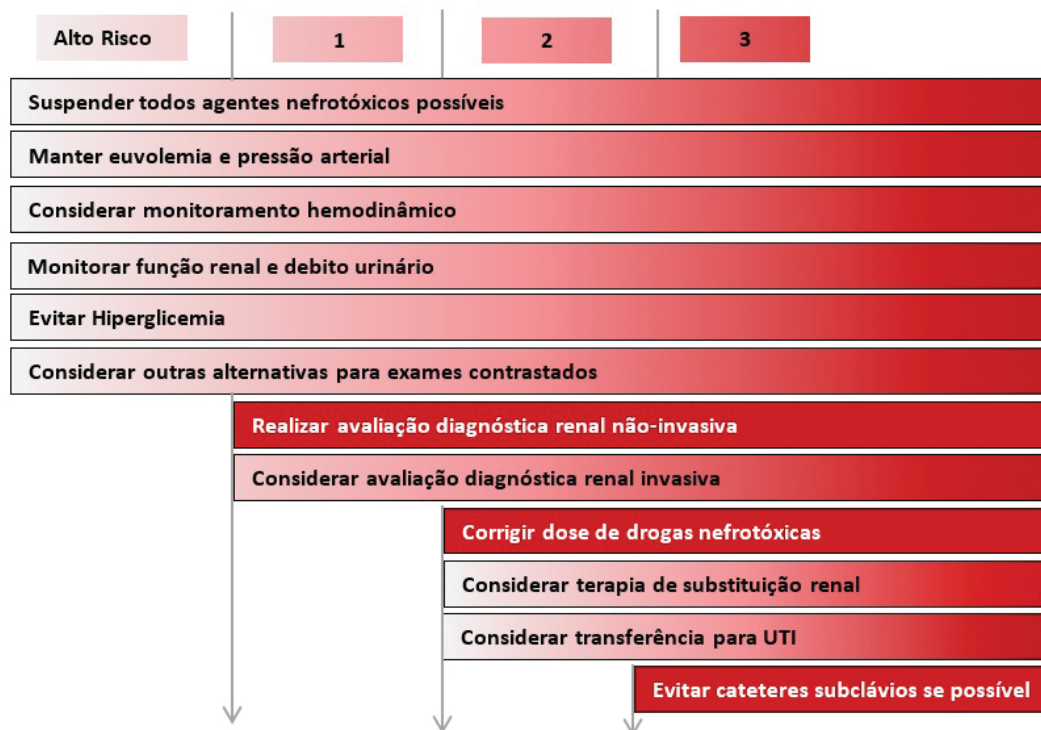 Alto Risco
1
2
3
Suspender todos agentes nefrotóxicos possíveis
Manter euvolemia e pressão arterial
Considerar monitoramento hemodinâmico
Monitorar função renal e debito urinário
Evitar Hiperglicemia
Considerar outras alternativas para exames contrastados
Realizar avaliação diagnóstica renal não-invasiva
Considerar avaliação diagnóstica renal invasiva
Corrigir dose de drogas nefrotóxicas
Considerar terapia de substituição renal
Considerar transferência para UTI
Evitar cateteres subclávios se possível